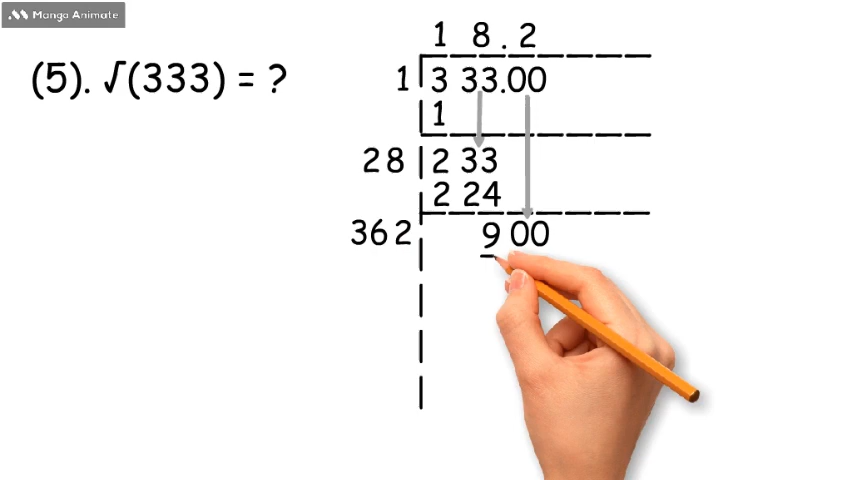 Mango Animate
1 8.2
(5). √(333) = ?
1 3 33.00
1
28 2 33
2 24
362 9 00